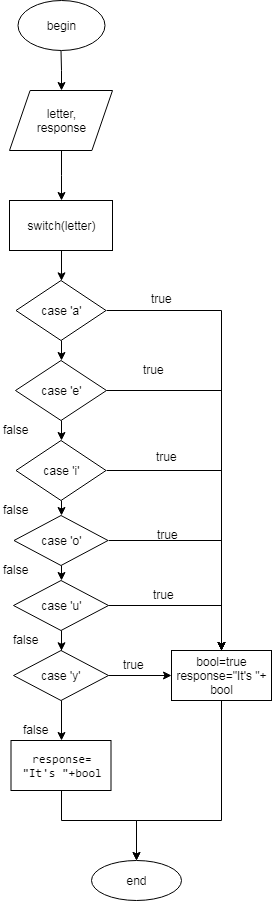 begin
letter,
response
switch(letter)
case 'a'
true
case 'e'
true
false
case 'i'
true
false
case 'o'
true
false
case 'u'
true
false
case 'y'
true
bool=true
response="It's "+
bool
false
response=
"It's "+bool
end